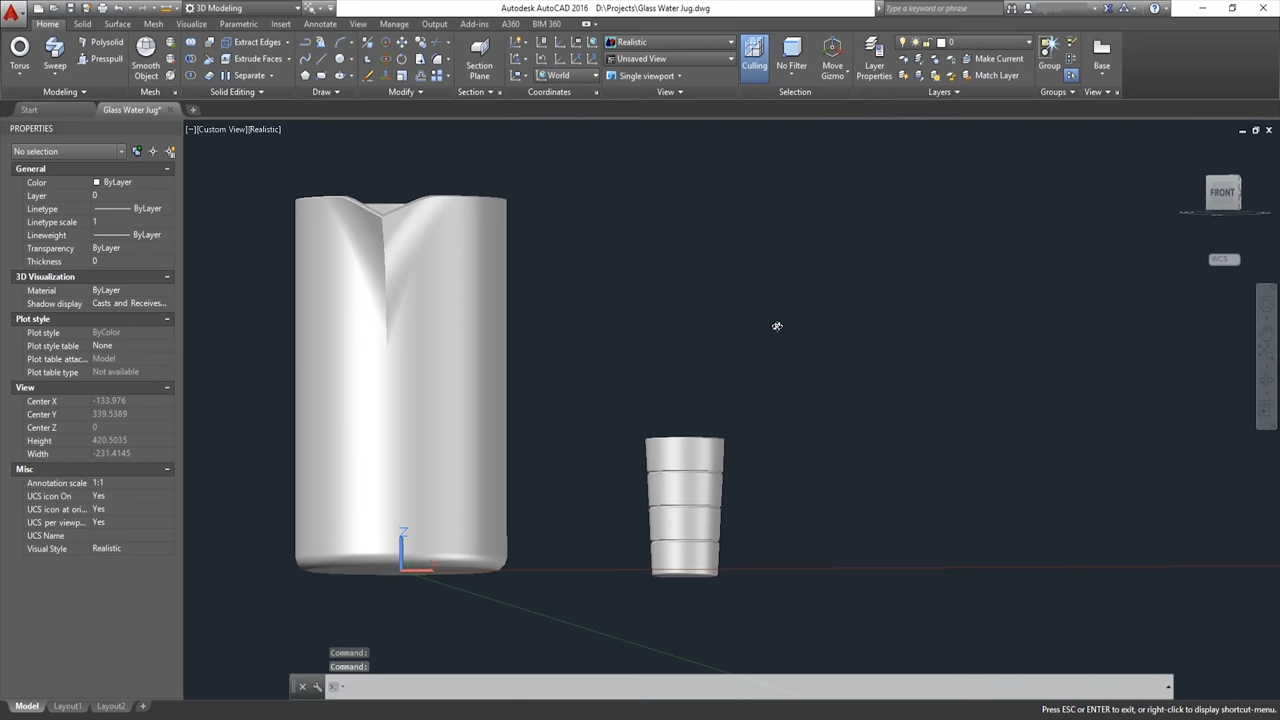 3D Modeling
Autodesk AutoCAD 2016 D:\Projects\Glass Water Jug.dwg
Type a keyword or phrase
Home Solid Surface Mesh Visualize Parametric Insert Annotate View Manage Output Add-ins A360 BIM 360
Torus Sweep Polysolid Presspull Smooth Object Extrude Edges Extrude Faces Separate
Section Plane World Realistic Unsaved View Single viewport Culling No Filter Move Gizmo Layer Properties 0 Make Current Match Layer Group Base
Modeling Mesh Solid Editing Draw Modify Section Coordinates View Selection Layers Groups View
Start Glass Water Jug*
PROPERTIES
[−][Custom View][Realistic]
No selection
General
Color ByLayer
Layer 0
Linetype ByLayer
Linetype scale 1
Lineweight ByLayer
Transparency ByLayer
Thickness 0
3D Visualization
Material ByLayer
Shadow display Casts and Receives...
Plot style
Plot style ByColor
Plot style table None
Plot table attac... Model
Plot table type Not available
View
Center X -133.976
Center Y 339.5389
Center Z 0
Height 420.5035
Width -231.4145
Misc
Annotation scale 1:1
UCS icon On Yes
UCS icon at ori... Yes
UCS per viewp... Yes
UCS Name
Visual Style Realistic
FRONT
WCS
Z
Command:
Command:
Model Layout1 Layout2 +
Press ESC or ENTER to exit, or right-click to display shortcut-menu.